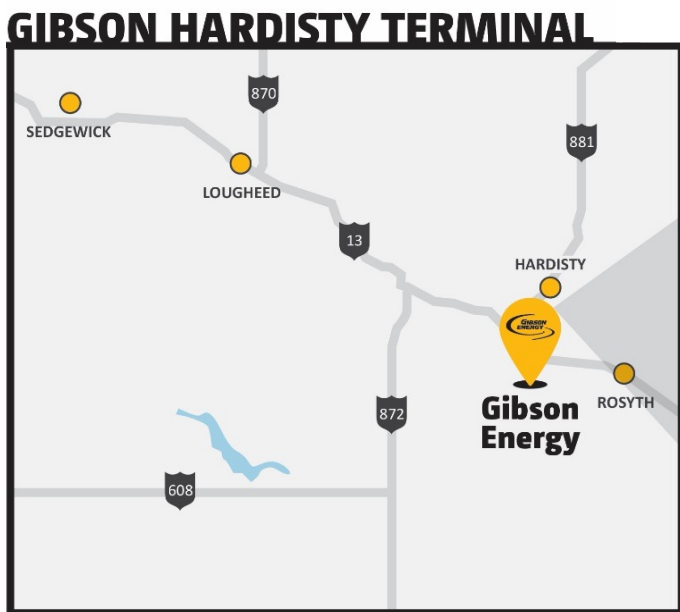 GIBSON HARDISTY TERMINAL
870
SEDGEWICK
881
LOUGHEED
13
HARDISTY
GIBSON
ENERGY
872
Gibson
Energy
ROSYTH
608